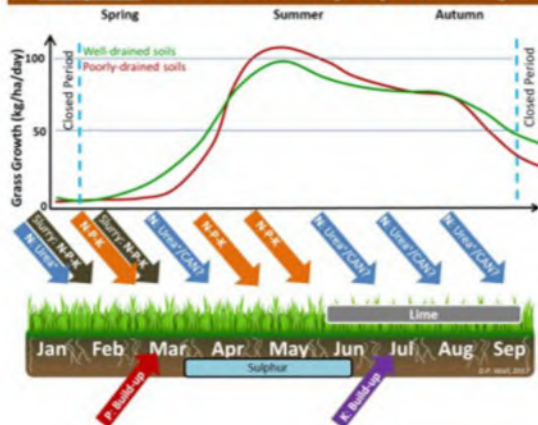 Spring Summer Autumn
Well-drained soils
Poorly-drained soils
Grass Growth (kg/ha/day)
100
50
0
Closed Period
Closed Period
N: Urea*
Slurry: N-P-K
N-P-K
Slurry: N-P-K
N: Urea*/CAN?
N-P-K
N-P-K
N: Urea*/CAN?
N: Urea*/CAN?
N: Urea*/CAN?
Lime
Jan Feb Mar Apr May Jun Jul Aug Sep
Sulphur
P: Build-up
K: Build-up